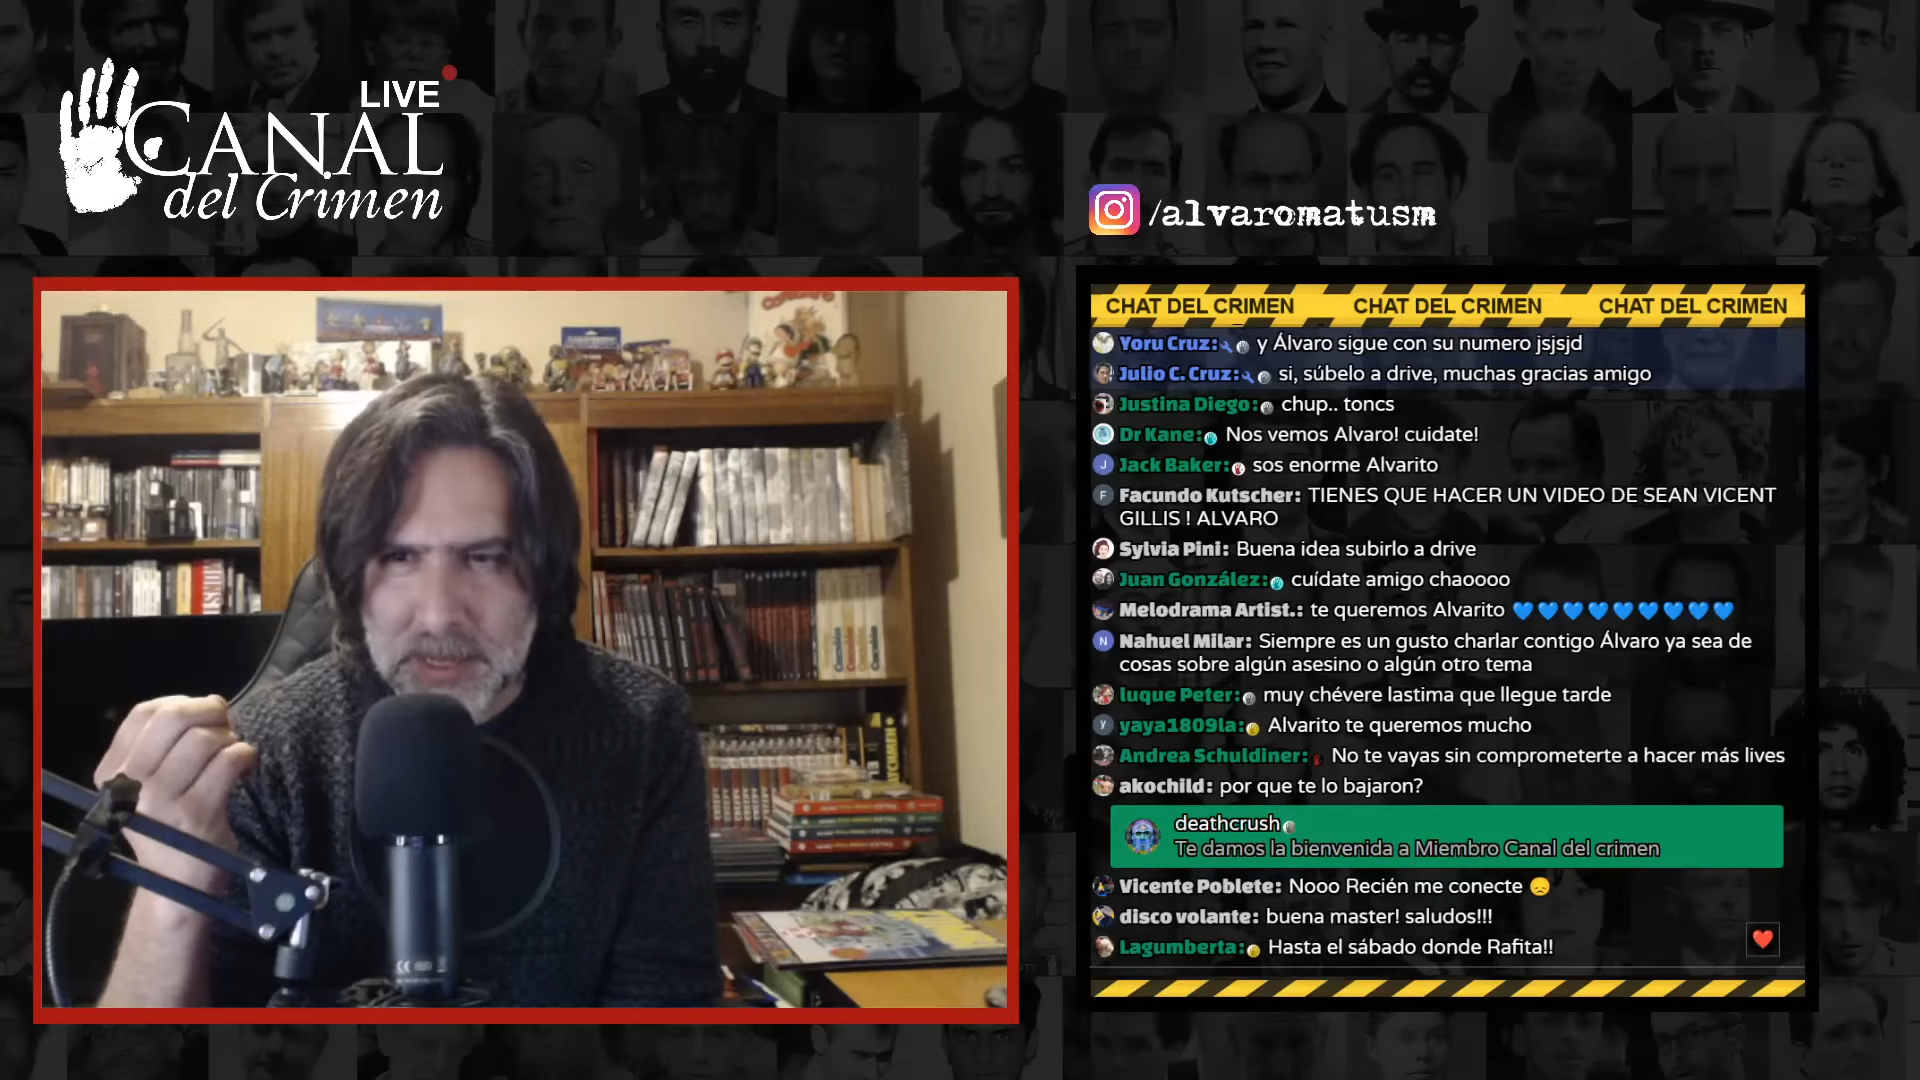 LIVE
CANAL
del Crimen
/alvaromatusm
CHAT DEL CRIMEN CHAT DEL CRIMEN CHAT DEL CRIMEN
Yoru Cruz: y Álvaro sigue con su numero jsjsjd
Julio C. Cruz: si, súbelo a drive, muchas gracias amigo
Justina Diego: chup.. toncs
Dr Kane: Nos vemos Alvaro! cuidate!
J Jack Baker: sos enorme Alvarito
F Facundo Kutscher: TIENES QUE HACER UN VIDEO DE SEAN VICENT
GILLIS ! ALVARO
Sylvia Pini: Buena idea subirlo a drive
Juan González: cuídate amigo chaoooo
Melodrama Artist.: te queremos Alvarito 💙💙💙💙💙💙💙💙💙
N Nahuel Milar: Siempre es un gusto charlar contigo Álvaro ya sea de
cosas sobre algún asesino o algún otro tema
luque Peter: muy chévere lastima que llegue tarde
y yaya1809la: Alvarito te queremos mucho
Andrea Schuldiner: No te vayas sin comprometerte a hacer más lives
akochild: por que te lo bajaron?
deathcrush
Te damos la bienvenida a Miembro Canal del crimen
Vicente Poblete: Nooo Recién me conecte 😞
disco volante: buena master! saludos!!!
Lagumberta: Hasta el sábado donde Rafita!!